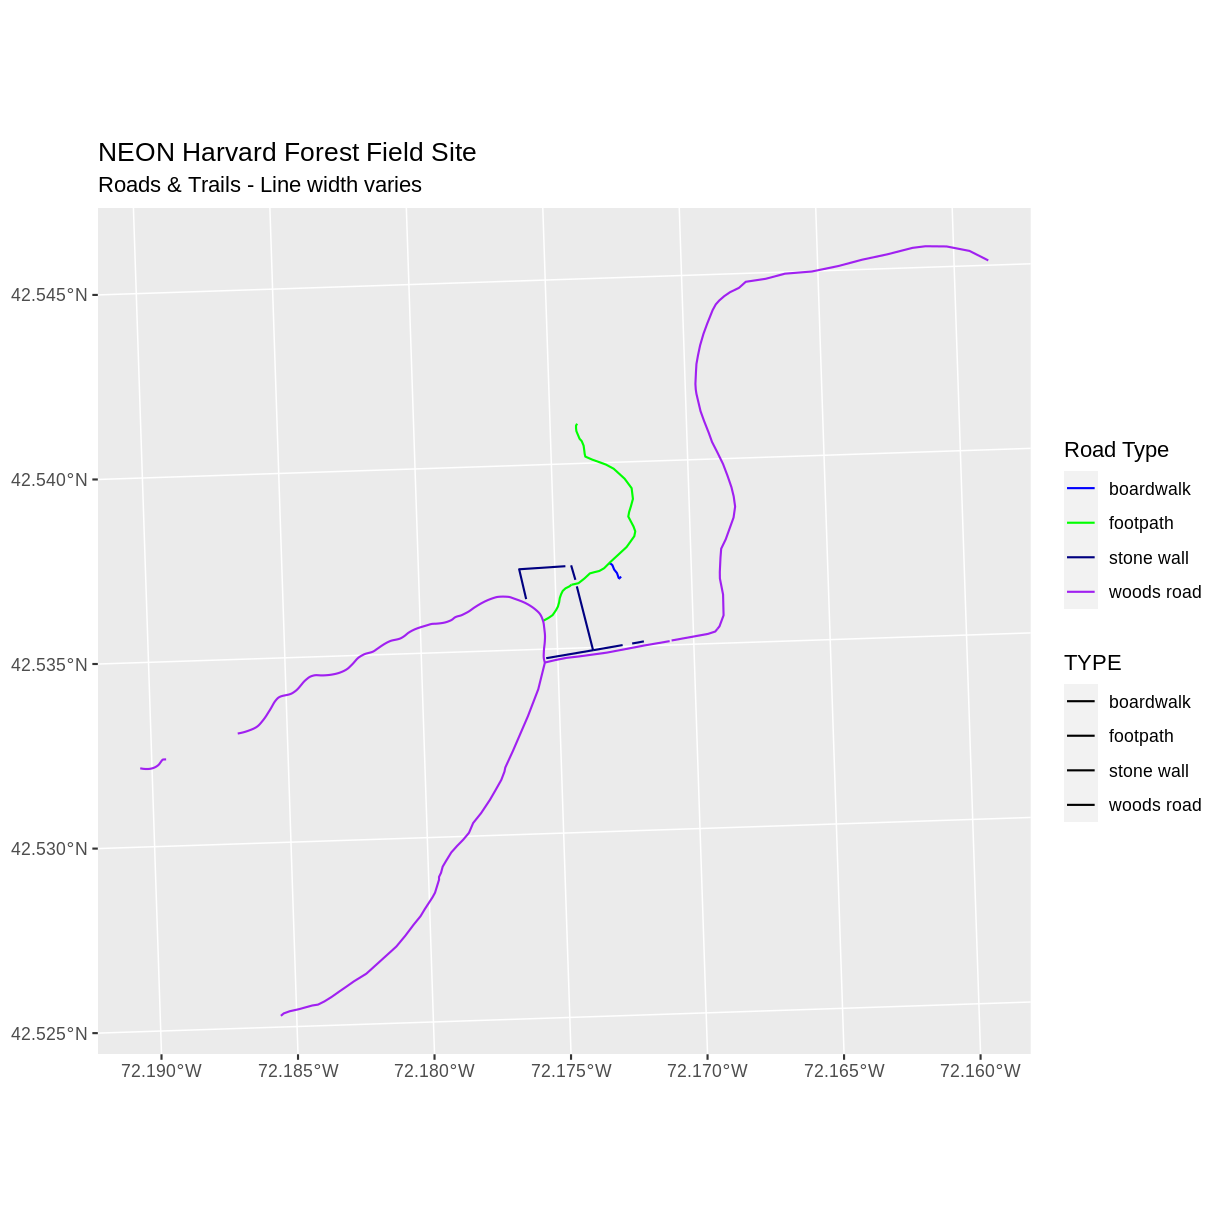 NEON Harvard Forest Field Site
Roads & Trails - Line width varies
42.545°N
42.540°N
42.535°N
42.530°N
42.525°N
72.190°W
72.185°W
72.180°W
72.175°W
72.170°W
72.165°W
72.160°W
Road Type
boardwalk
footpath
stone wall
woods road
TYPE
boardwalk
footpath
stone wall
woods road